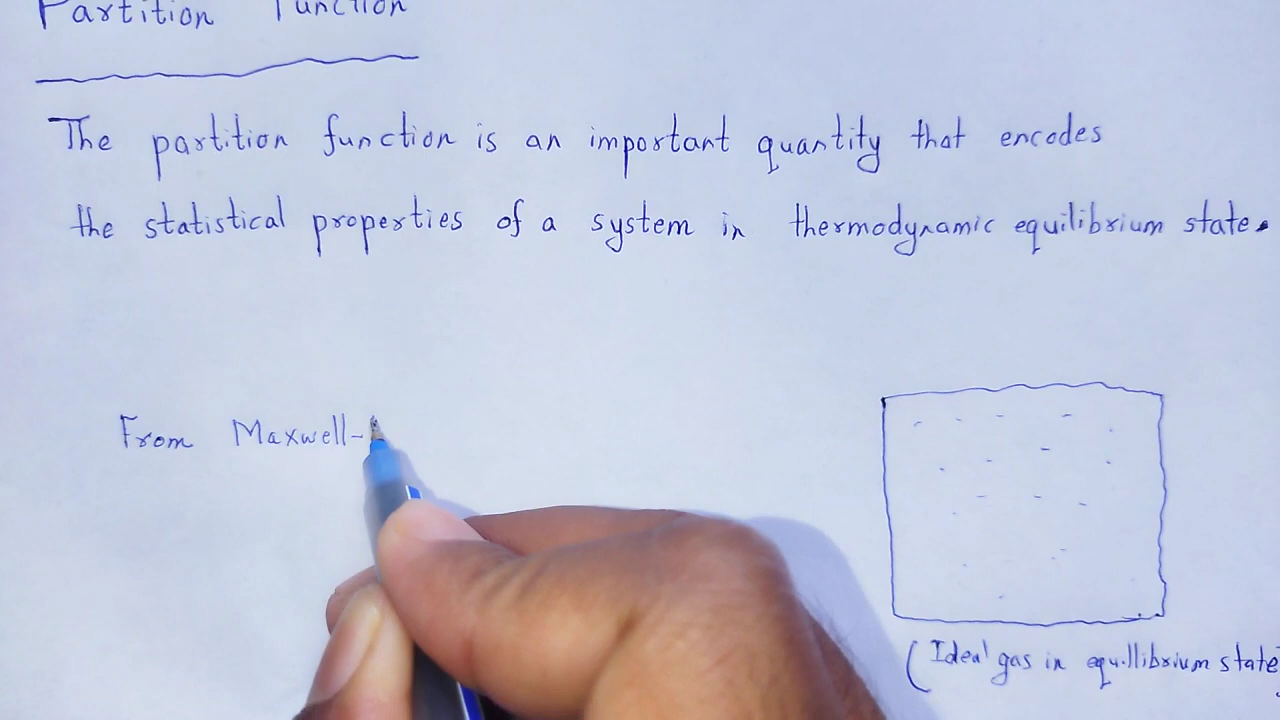 Partition Function
The partition function is an important quantity that encodes
the statistical properties of a system in thermodynamic equilibrium state.
From Maxwell-
(Ideal gas in equillibrium state)